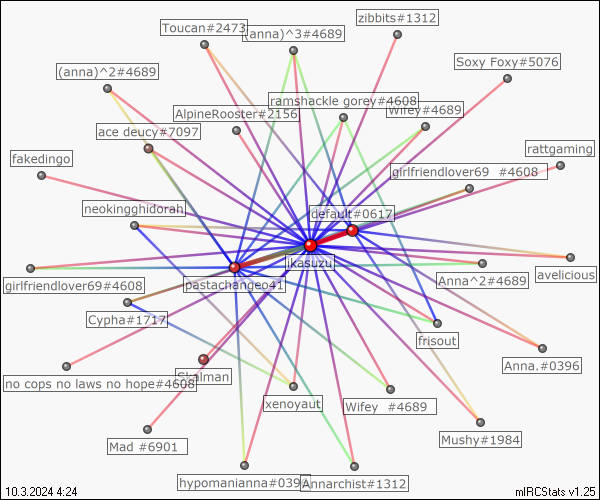 zibbits#1312
Toucan#2473
(anna)^3#4689
Soxy Foxy#5076
(anna)^2#4689
ramshackle gorey#4608
AlpineRooster#2156
Wifey#4689
ace deucy#7097
rattgaming
fakedingo
girlfriendlover69 #4608
neokingghidorah
default#0617
kasuzu
avelicious
girlfriendlover69#4608
pastachangeo41
Anna^2#4689
Cypha#1717
frisout
Anna.#0396
Skalman
no cops no laws no hope#4608
xenoyaut
Wifey #4689
Mad #6901
Mushy#1984
hypomanianna#0396
Annarchist#1312
10.3.2024 4:24
mIRCStats v1.25